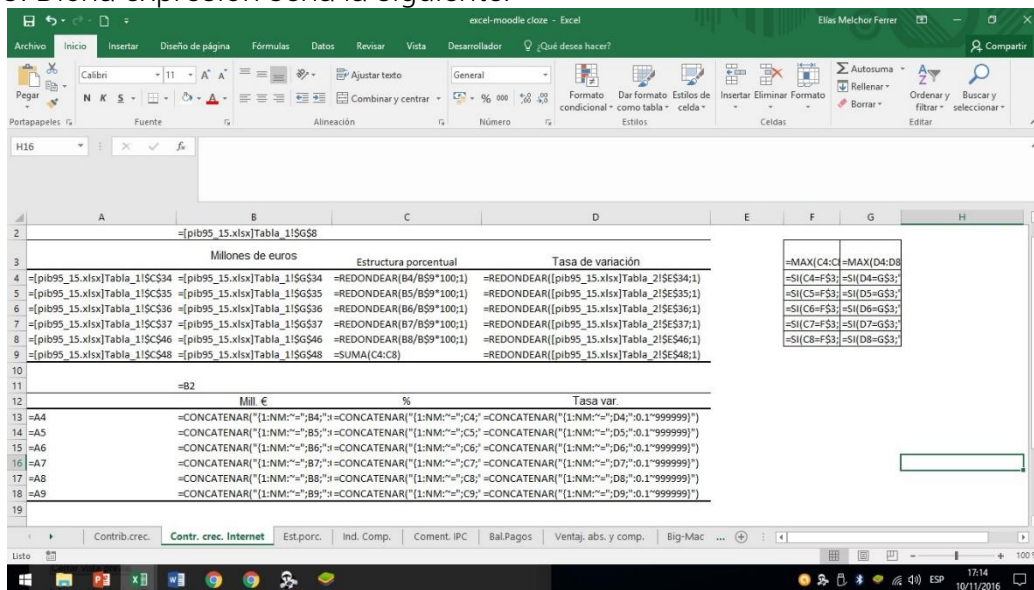 excel-moodle cloze - Excel
Elías Melchor Ferrer
Archivo Inicio Insertar Diseño de página Fórmulas Datos Revisar Vista Desarrollador ¿Qué desea hacer? Compartir
Pegar Calibri 11 Ajustar texto General Formato condicional Dar formato como tabla Estilos de celda Insertar Eliminar Formato Autosuma Rellenar Borrar Ordenar y filtrar Buscar y seleccionar
N K S Combinar y centrar % 000
Portapapeles Fuente Alineación Número Estilos Celdas Editar
H16 fx
A B C D E F G H
2 =[pib95_15.xlsx]Tabla_1!$G$8
3 Millones de euros Estructura porcentual Tasa de variación =MAX(C4:C =MAX(D4:D8
4 =[pib95_15.xlsx]Tabla_1!$C$34 =[pib95_15.xlsx]Tabla_1!$G$34 =REDONDEAR(B4/B$9*100;1) =REDONDEAR([pib95_15.xlsx]Tabla_2!$E$34;1) =SI(C4=F$3; =SI(D4=G$3;"
5 =[pib95_15.xlsx]Tabla_1!$C$35 =[pib95_15.xlsx]Tabla_1!$G$35 =REDONDEAR(B5/B$9*100;1) =REDONDEAR([pib95_15.xlsx]Tabla_2!$E$35;1) =SI(C5=F$3; =SI(D5=G$3;"
6 =[pib95_15.xlsx]Tabla_1!$C$36 =[pib95_15.xlsx]Tabla_1!$G$36 =REDONDEAR(B6/B$9*100;1) =REDONDEAR([pib95_15.xlsx]Tabla_2!$E$36;1) =SI(C6=F$3; =SI(D6=G$3;"
7 =[pib95_15.xlsx]Tabla_1!$C$37 =[pib95_15.xlsx]Tabla_1!$G$37 =REDONDEAR(B7/B$9*100;1) =REDONDEAR([pib95_15.xlsx]Tabla_2!$E$37;1) =SI(C7=F$3; =SI(D7=G$3;"
8 =[pib95_15.xlsx]Tabla_1!$C$46 =[pib95_15.xlsx]Tabla_1!$G$46 =REDONDEAR(B8/B$9*100;1) =REDONDEAR([pib95_15.xlsx]Tabla_2!$E$46;1) =SI(C8=F$3; =SI(D8=G$3;"
9 =[pib95_15.xlsx]Tabla_1!$C$48 =[pib95_15.xlsx]Tabla_1!$G$48 =SUMA(C4:C8) =REDONDEAR([pib95_15.xlsx]Tabla_2!$E$48;1)
10
11 =B2
12 Mill. € % Tasa var.
13 =A4 =CONCATENAR("{1:NM:~=";B4;": =CONCATENAR("{1:NM:~=";C4;" =CONCATENAR("{1:NM:~=";D4;":0.1~999999}")
14 =A5 =CONCATENAR("{1:NM:~=";B5;": =CONCATENAR("{1:NM:~=";C5;" =CONCATENAR("{1:NM:~=";D5;":0.1~999999}")
15 =A6 =CONCATENAR("{1:NM:~=";B6;": =CONCATENAR("{1:NM:~=";C6;" =CONCATENAR("{1:NM:~=";D6;":0.1~999999}")
16 =A7 =CONCATENAR("{1:NM:~=";B7;": =CONCATENAR("{1:NM:~=";C7;" =CONCATENAR("{1:NM:~=";D7;":0.1~999999}")
17 =A8 =CONCATENAR("{1:NM:~=";B8;": =CONCATENAR("{1:NM:~=";C8;" =CONCATENAR("{1:NM:~=";D8;":0.1~999999}")
18 =A9 =CONCATENAR("{1:NM:~=";B9;": =CONCATENAR("{1:NM:~=";C9;" =CONCATENAR("{1:NM:~=";D9;":0.1~999999}")
19
Contrib.crec. Contr. crec. Internet Est.porc. Ind. Comp. Coment. IPC Bal.Pagos Ventaj. abs. y comp. Big-Mac ...
Listo 100
ESP 17:14
10/11/2016